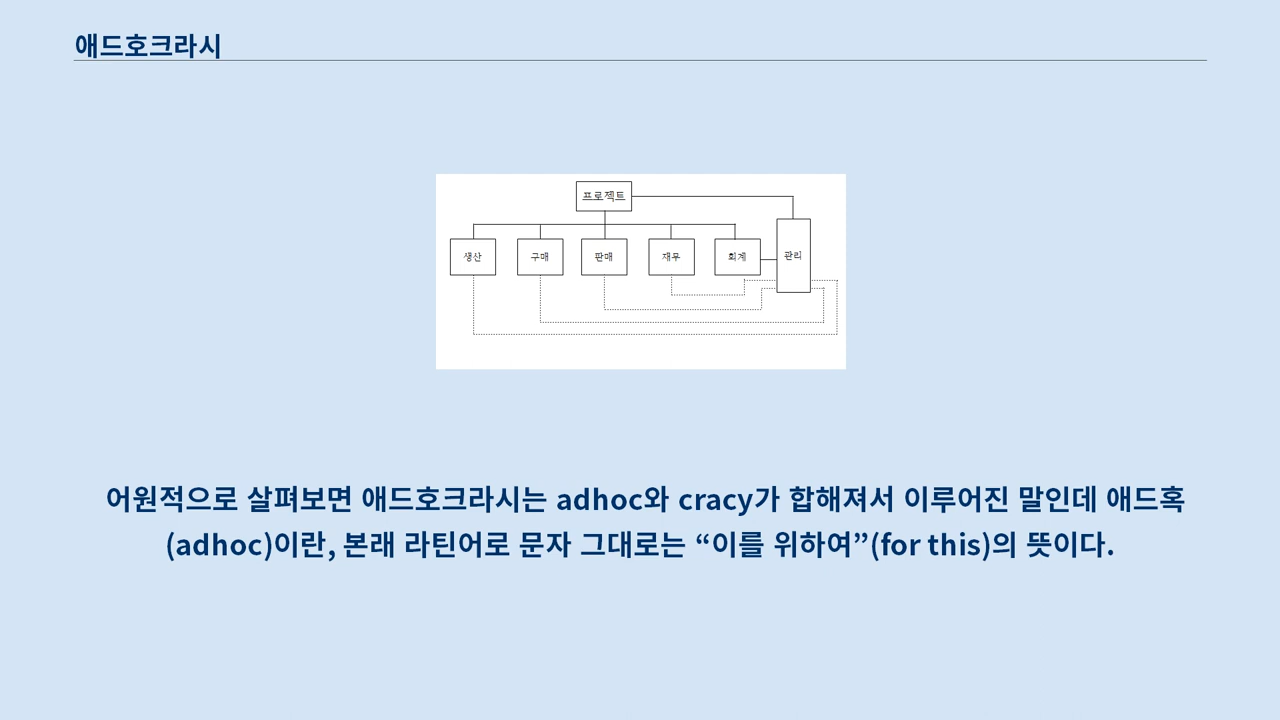 애드호크라시
프로젝트
생산 구매 판매 재무 회계 관리
어원적으로 살펴보면 애드호크라시는 adhoc와 cracy가 합해져서 이루어진 말인데 애드혹
(adhoc)이란, 본래 라틴어로 문자 그대로는 “이를 위하여”(for this)의 뜻이다.